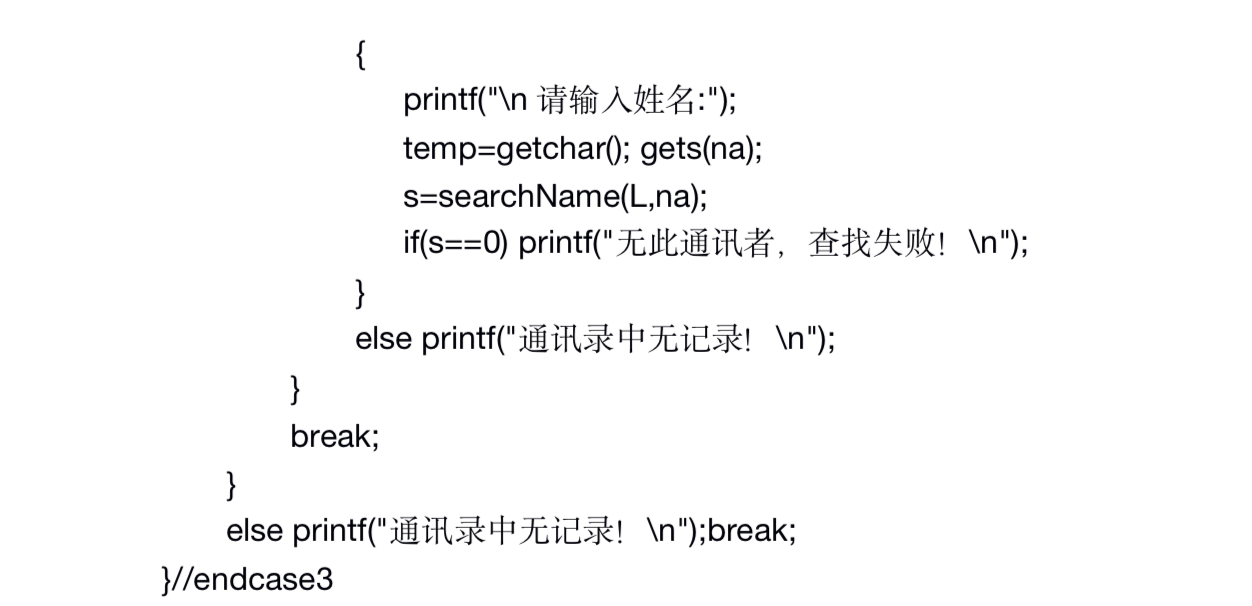 {
printf("\n 请输入姓名:");
temp=getchar(); gets(na);
s=searchName(L,na);
if(s==0) printf("无此通讯者，查找失败！\n");
}
else printf("通讯录中无记录！\n");
}
break;
}
else printf("通讯录中无记录！\n");break;
}//endcase3